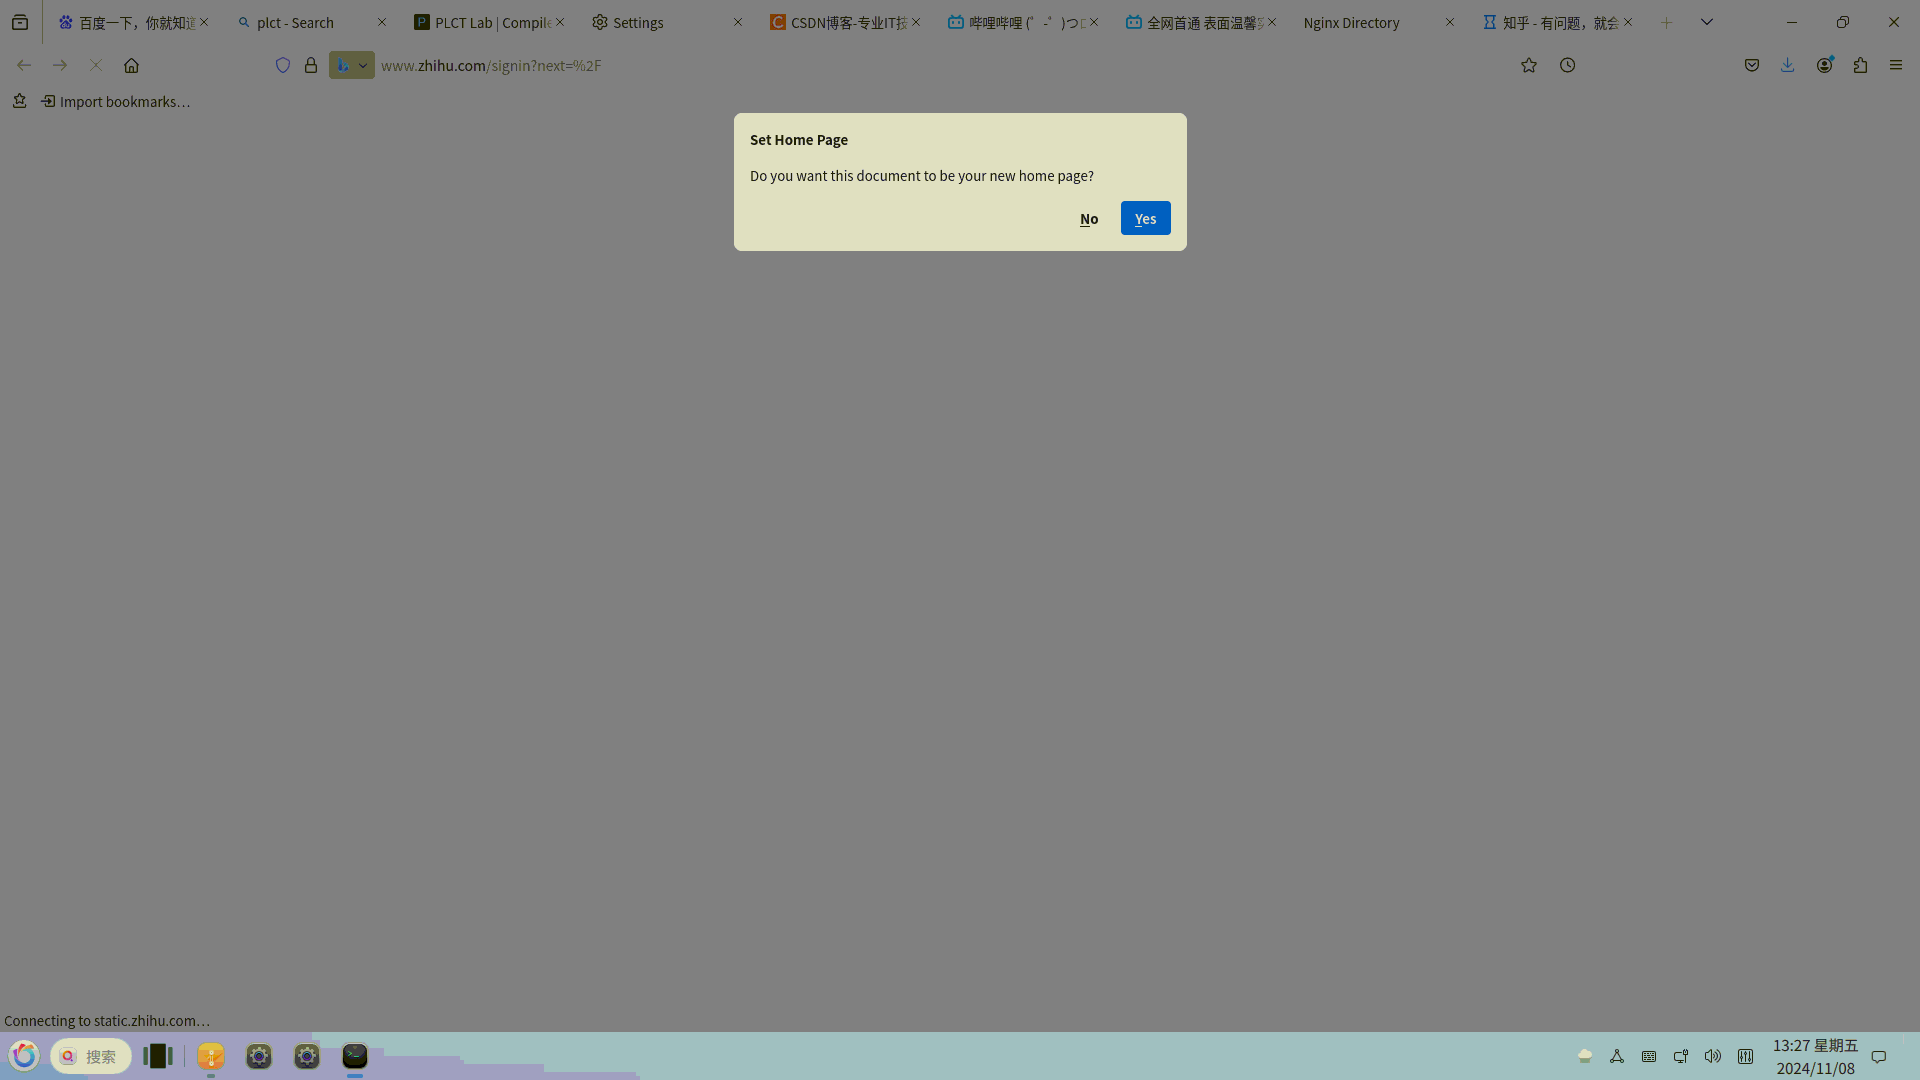 百度一下，你就知道
plct - Search
PLCT Lab | Compile
Settings
CSDN博客-专业IT技
哔哩哔哩 (゜-゜)つロ
全网首通 表面温馨实
Nginx Directory
知乎 - 有问题，就会
www.zhihu.com/signin?next=%2F
Import bookmarks…
Set Home Page
Do you want this document to be your new home page?
No
Yes
Connecting to static.zhihu.com…
搜索
13:27 星期五
2024/11/08